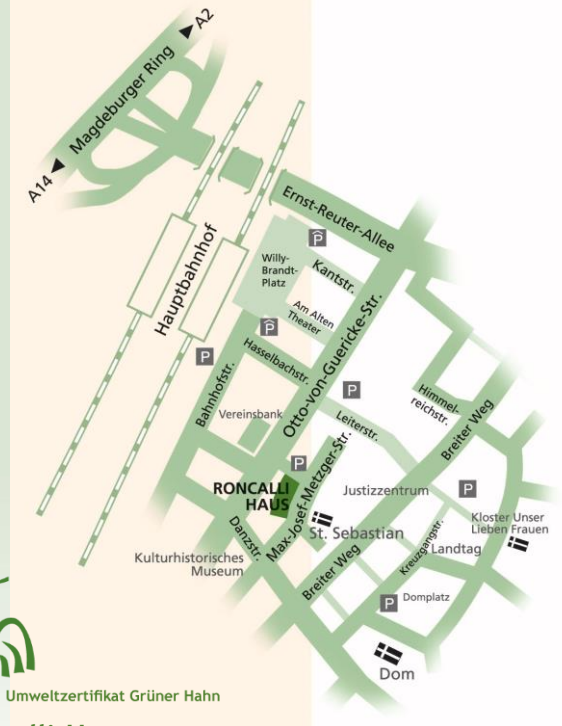 A2
Magdeburger Ring
A14
Hauptbahnhof
Ernst-Reuter-Allee
P
Willy-
Brandt-
Platz
Kantstr.
Am Alten
Theater
P
P
Hasselbachstr.
Otto-von-Guericke-Str.
Bahnhofstr.
P
Himmel-
reichstr.
Breiter Weg
Vereinsbank
Leiterstr.
P
RONCALLI
HAUS
Max-Josef-Metzger-Str.
Justizzentrum
P
Kloster Unser
Lieben Frauen
St. Sebastian
Landtag
Kreuzgangstr.
Danzstr.
Kulturhistorisches
Museum
Breiter Weg
P
Domplatz
Dom
Umweltzertifikat Grüner Hahn